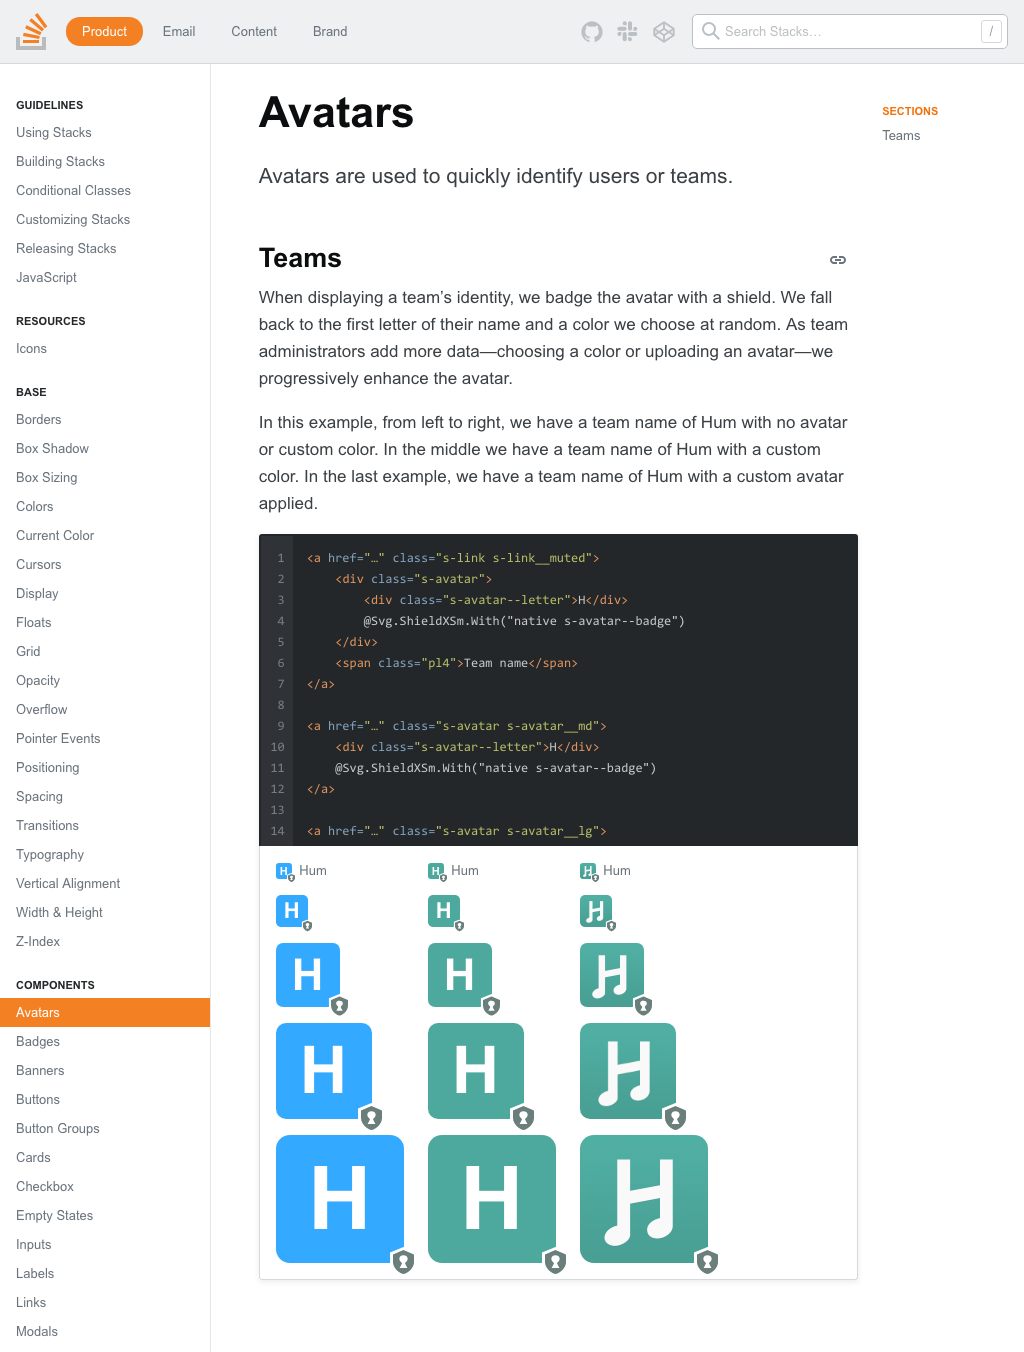 Product
Email
Content
Brand
Search Stacks…
/
GUIDELINES
Using Stacks
Building Stacks
Conditional Classes
Customizing Stacks
Releasing Stacks
JavaScript
RESOURCES
Icons
BASE
Borders
Box Shadow
Box Sizing
Colors
Current Color
Cursors
Display
Floats
Grid
Opacity
Overflow
Pointer Events
Positioning
Spacing
Transitions
Typography
Vertical Alignment
Width & Height
Z-Index
COMPONENTS
Avatars
Badges
Banners
Buttons
Button Groups
Cards
Checkbox
Empty States
Inputs
Labels
Links
Modals
Avatars
Avatars are used to quickly identify users or teams.
Teams
When displaying a team’s identity, we badge the avatar with a shield. We fall
back to the first letter of their name and a color we choose at random. As team
administrators add more data—choosing a color or uploading an avatar—we
progressively enhance the avatar.
In this example, from left to right, we have a team name of Hum with no avatar
or custom color. In the middle we have a team name of Hum with a custom
color. In the last example, we have a team name of Hum with a custom avatar
applied.
1 <a href="…" class="s-link s-link__muted">
2 <div class="s-avatar">
3 <div class="s-avatar--letter">H</div>
4 @Svg.ShieldXSm.With("native s-avatar--badge")
5 </div>
6 <span class="pl4">Team name</span>
7 </a>
8
9 <a href="…" class="s-avatar s-avatar__md">
10 <div class="s-avatar--letter">H</div>
11 @Svg.ShieldXSm.With("native s-avatar--badge")
12 </a>
13
14 <a href="…" class="s-avatar s-avatar__lg">
H Hum H Hum H Hum
H H H
H H H
H H H
H H H
SECTIONS
Teams